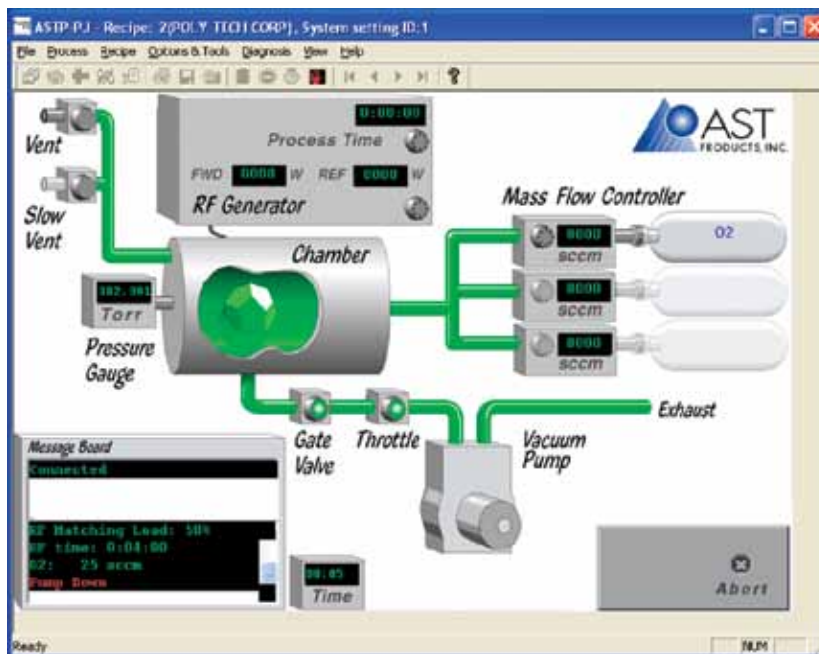 ASTP-PJ - Recipe: 2(POLY TECH CORP), System setting ID:1
File Process Recipe Options & Tools Diagnosis View Help
Vent
Slow
Vent
0:00:00
Process Time
FWD 0000 W REF 0000 W
RF Generator
AST
PRODUCTS, INC.
Mass Flow Controller
0000
sccm
O2
0000
sccm
0000
sccm
Chamber
Torr
Pressure
Gauge
Gate
Valve
Throttle
Vacuum
Pump
Exhaust
Message Board
Connected
RF Matching Load: 50%
RF time: 0:04:00
O2: 25 sccm
Pump Down
00:05
Time
Abort
Ready
NUM